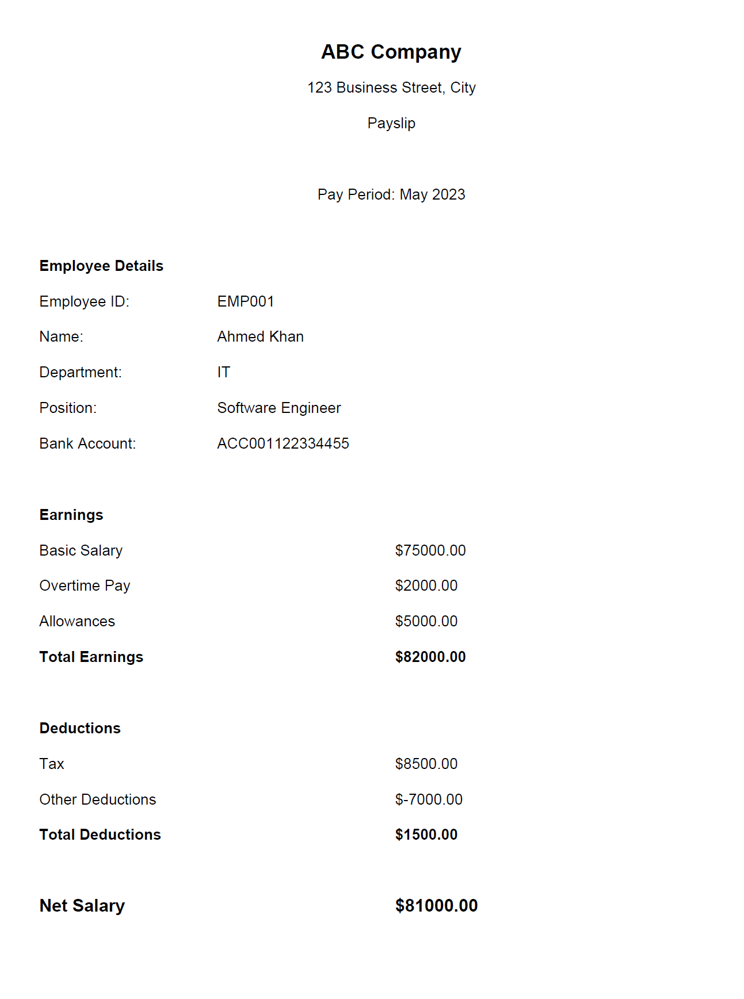 ABC Company
123 Business Street, City
Payslip
Pay Period: May 2023
Employee Details
Employee ID: EMP001
Name: Ahmed Khan
Department: IT
Position: Software Engineer
Bank Account: ACC001122334455
Earnings
Basic Salary $75000.00
Overtime Pay $2000.00
Allowances $5000.00
Total Earnings $82000.00
Deductions
Tax $8500.00
Other Deductions $-7000.00
Total Deductions $1500.00
Net Salary $81000.00